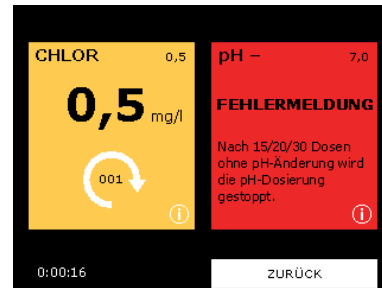 CHLOR 0,5
0,5 mg/l
001
i
pH – 7,0
FEHLERMELDUNG
Nach 15/20/30 Dosen
ohne pH-Änderung wird
die pH-Dosierung
gestoppt.
i
0:00:16
ZURÜCK